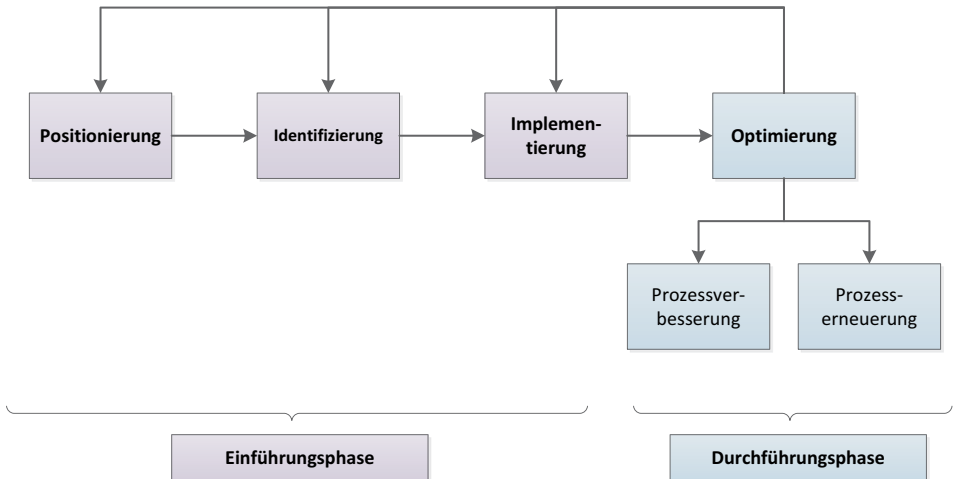 Positionierung
Identifizierung
Implemen-
tierung
Optimierung
Prozessver-
besserung
Prozess-
erneuerung
Einführungsphase
Durchführungsphase